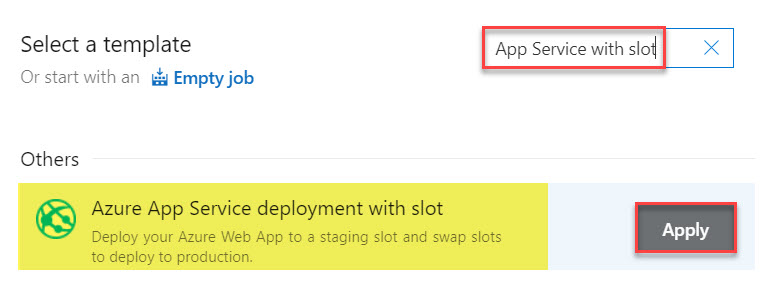 Select a template
App Service with slot
Or start with an Empty job
Others
Azure App Service deployment with slot
Deploy your Azure Web App to a staging slot and swap slots
to deploy to production.
Apply